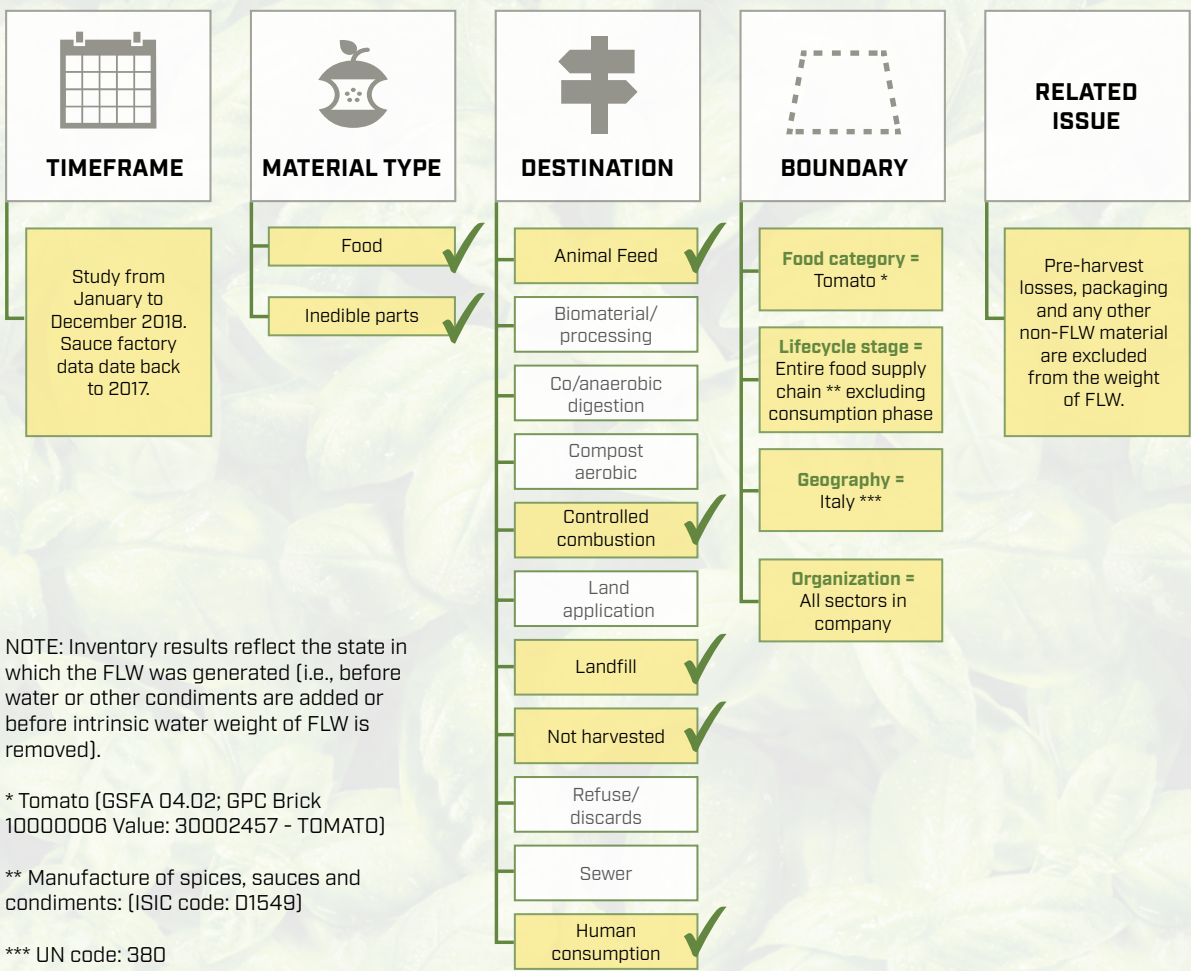 TIMEFRAME
Study from
January to
December 2018.
Sauce factory
data date back
to 2017.
MATERIAL TYPE
Food
Inedible parts
DESTINATION
Animal Feed
Biomaterial/
processing
Co/anaerobic
digestion
Compost
aerobic
Controlled
combustion
Land
application
Landfill
Not harvested
Refuse/
discards
Sewer
Human
consumption
BOUNDARY
Food category =
Tomato *
Lifecycle stage =
Entire food supply
chain ** excluding
consumption phase
Geography =
Italy ***
Organization =
All sectors in
company
RELATED
ISSUE
Pre-harvest
losses, packaging
and any other
non-FLW material
are excluded
from the weight
of FLW.
NOTE: Inventory results reflect the state in
which the FLW was generated (i.e., before
water or other condiments are added or
before intrinsic water weight of FLW is
removed).
* Tomato (GSFA 04.02; GPC Brick
10000006 Value: 30002457 - TOMATO)
** Manufacture of spices, sauces and
condiments: (ISIC code: D1549)
*** UN code: 380